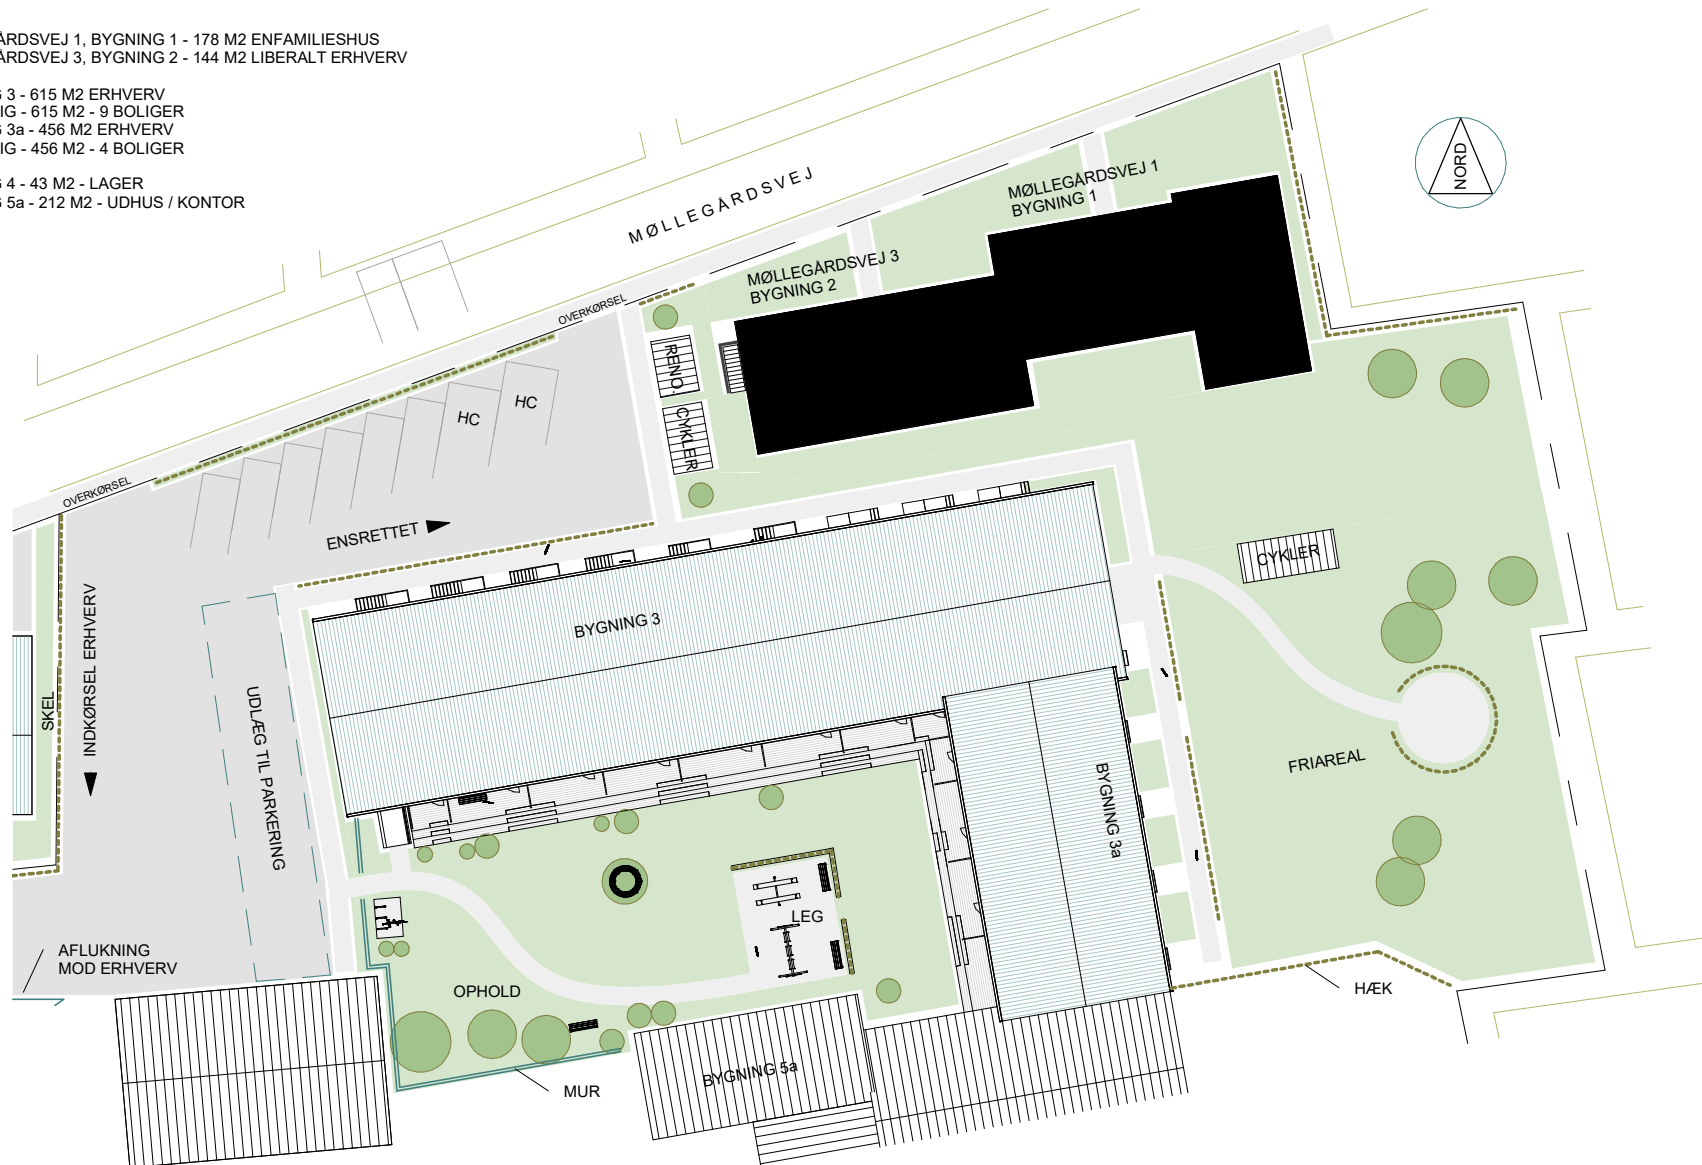 ÅRDSVEJ 1, BYGNING 1 - 178 M2 ENFAMILIESHUS
ÅRDSVEJ 3, BYGNING 2 - 144 M2 LIBERALT ERHVERV
G 3 - 615 M2 ERHVERV
IG - 615 M2 - 9 BOLIGER
G 3a - 456 M2 ERHVERV
IG - 456 M2 - 4 BOLIGER
G 4 - 43 M2 - LAGER
G 5a - 212 M2 - UDHUS / KONTOR
NORD
MØLLEGÅRDSVEJ
MØLLEGÅRDSVEJ 1
BYGNING 1
MØLLEGÅRDSVEJ 3
BYGNING 2
OVERKØRSEL
RENO.
CYKLER
HC
HC
OVERKØRSEL
ENSRETTET
CYKLER
BYGNING 3
INDKØRSEL ERHVERV
SKEL
UDLÆG TIL PARKERING
BYGNING 3a
FRIAREAL
LEG
AFLUKNING
MOD ERHVERV
OPHOLD
HÆK
BYGNING 5a
MUR